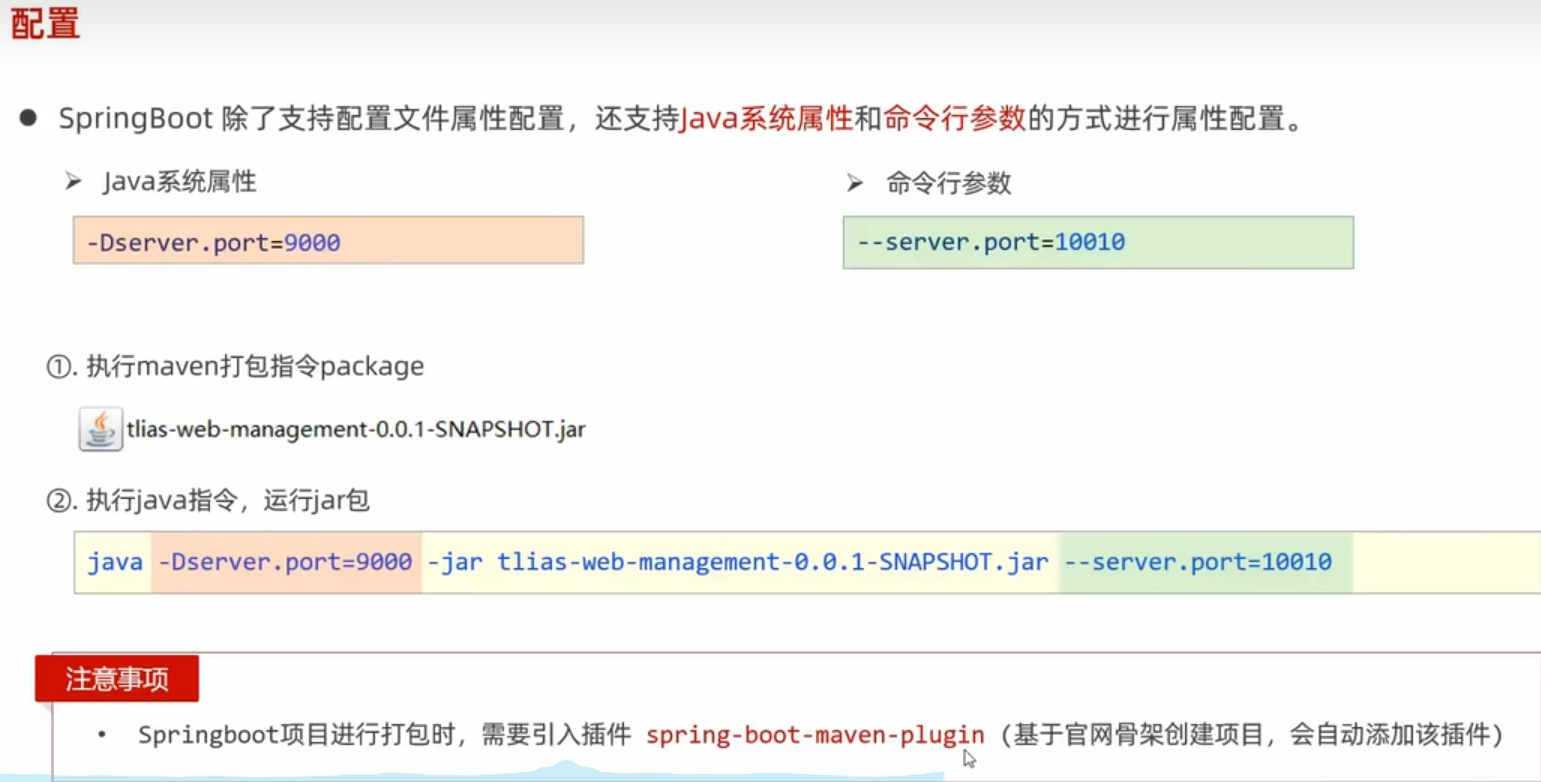 配置
● SpringBoot 除了支持配置文件属性配置，还支持Java系统属性和命令行参数的方式进行属性配置。
➢ Java系统属性
-Dserver.port=9000
➢ 命令行参数
--server.port=10010
①. 执行maven打包指令package
tlias-web-management-0.0.1-SNAPSHOT.jar
②. 执行java指令，运行jar包
java -Dserver.port=9000 -jar tlias-web-management-0.0.1-SNAPSHOT.jar --server.port=10010
注意事项
• Springboot项目进行打包时，需要引入插件 spring-boot-maven-plugin (基于官网骨架创建项目，会自动添加该插件)